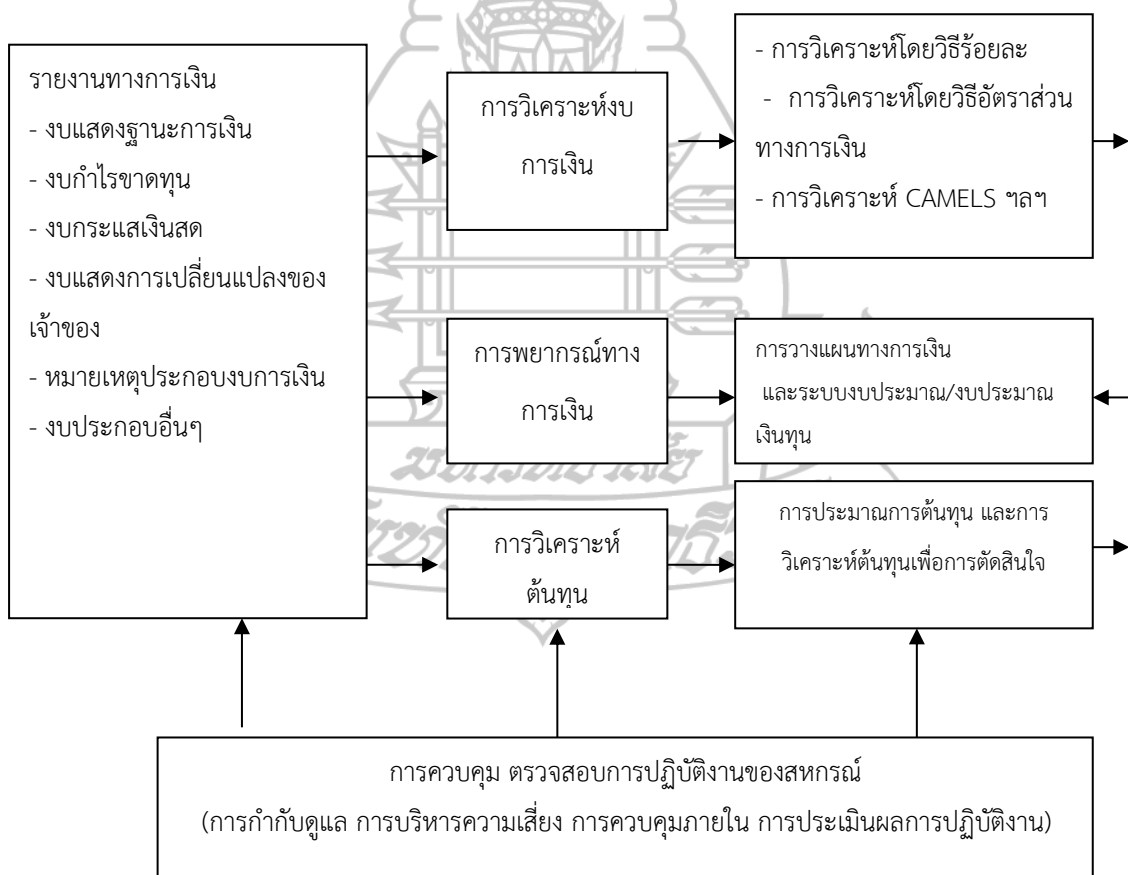 รายงานทางการเงิน
- งบแสดงฐานะการเงิน
- งบกำไรขาดทุน
- งบกระแสเงินสด
- งบแสดงการเปลี่ยนแปลงของ
เจ้าของ
- หมายเหตุประกอบงบการเงิน
- งบประกอบอื่นๆ
การวิเคราะห์งบ
การเงิน
- การวิเคราะห์โดยวิธีร้อยละ
- การวิเคราะห์โดยวิธีอัตราส่วน
ทางการเงิน
- การวิเคราะห์ CAMELS ฯลฯ
การพยากรณ์ทาง
การเงิน
การวางแผนทางการเงิน
และระบบงบประมาณ/งบประมาณ
เงินทุน
การวิเคราะห์
ต้นทุน
การประมาณการต้นทุน และการ
วิเคราะห์ต้นทุนเพื่อการตัดสินใจ
การควบคุม ตรวจสอบการปฏิบัติงานของสหกรณ์
(การกำกับดูแล การบริหารความเสี่ยง การควบคุมภายใน การประเมินผลการปฏิบัติงาน)